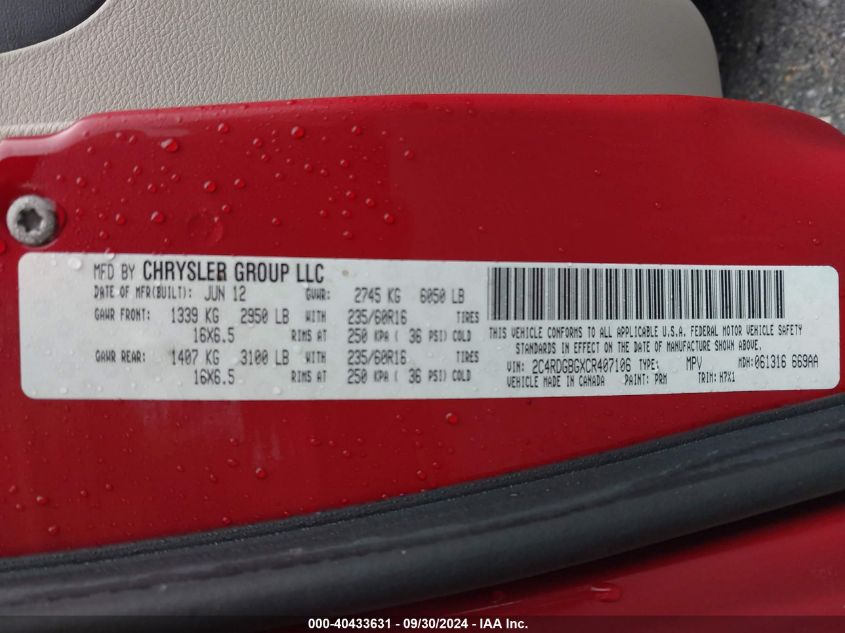 MFD BY CHRYSLER GROUP LLC
DATE OF MFR(BUILT): JUN 12 GVWR: 2745 KG 6050 LB
GAWR FRONT: 1339 KG 2950 LB WITH 235/60R16 TIRES
16X6.5 RIMS AT 250 KPA ( 36 PSI) COLD
GAWR REAR: 1407 KG 3100 LB WITH 235/60R16 TIRES
16X6.5 RIMS AT 250 KPA ( 36 PSI) COLD
THIS VEHICLE CONFORMS TO ALL APPLICABLE U.S.A. FEDERAL MOTOR VEHICLE SAFETY
STANDARDS IN EFFECT ON THE DATE OF MANUFACTURE SHOWN ABOVE.
VIN: 2C4RDGBGXCR407106 TYPE: MPV MDH: 061316 669AA
VEHICLE MADE IN CANADA PAINT: PRM TRIM: H7X1
000-40433631 - 09/30/2024 - IAA Inc.